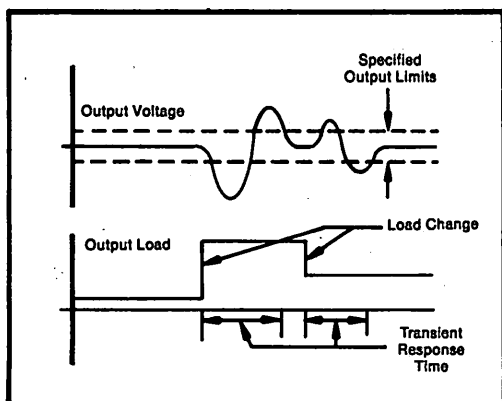 Specified
Output Limits
Output Voltage
Output Load
Load Change
Transient
Response
Time